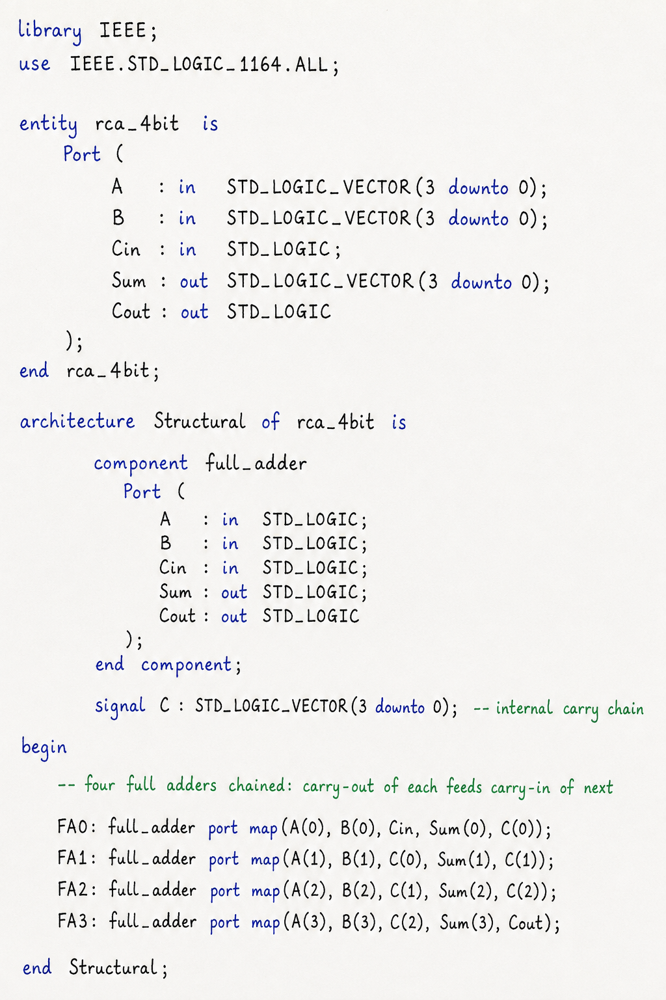 library IEEE;
use IEEE.STD_LOGIC_1164.ALL;
entity rca_4bit is
Port (
A : in STD_LOGIC_VECTOR(3 downto 0);
B : in STD_LOGIC_VECTOR(3 downto 0);
Cin : in STD_LOGIC;
Sum : out STD_LOGIC_VECTOR(3 downto 0);
Cout : out STD_LOGIC
);
end rca_4bit;
architecture Structural of rca_4bit is
component full_adder
Port (
A : in STD_LOGIC;
B : in STD_LOGIC;
Cin : in STD_LOGIC;
Sum : out STD_LOGIC;
Cout : out STD_LOGIC
);
end component;
signal C : STD_LOGIC_VECTOR(3 downto 0); -- internal carry chain
begin
-- four full adders chained: carry-out of each feeds carry-in of next
FA0: full_adder port map(A(0), B(0), Cin, Sum(0), C(0));
FA1: full_adder port map(A(1), B(1), C(0), Sum(1), C(1));
FA2: full_adder port map(A(2), B(2), C(1), Sum(2), C(2));
FA3: full_adder port map(A(3), B(3), C(2), Sum(3), Cout);
end Structural;